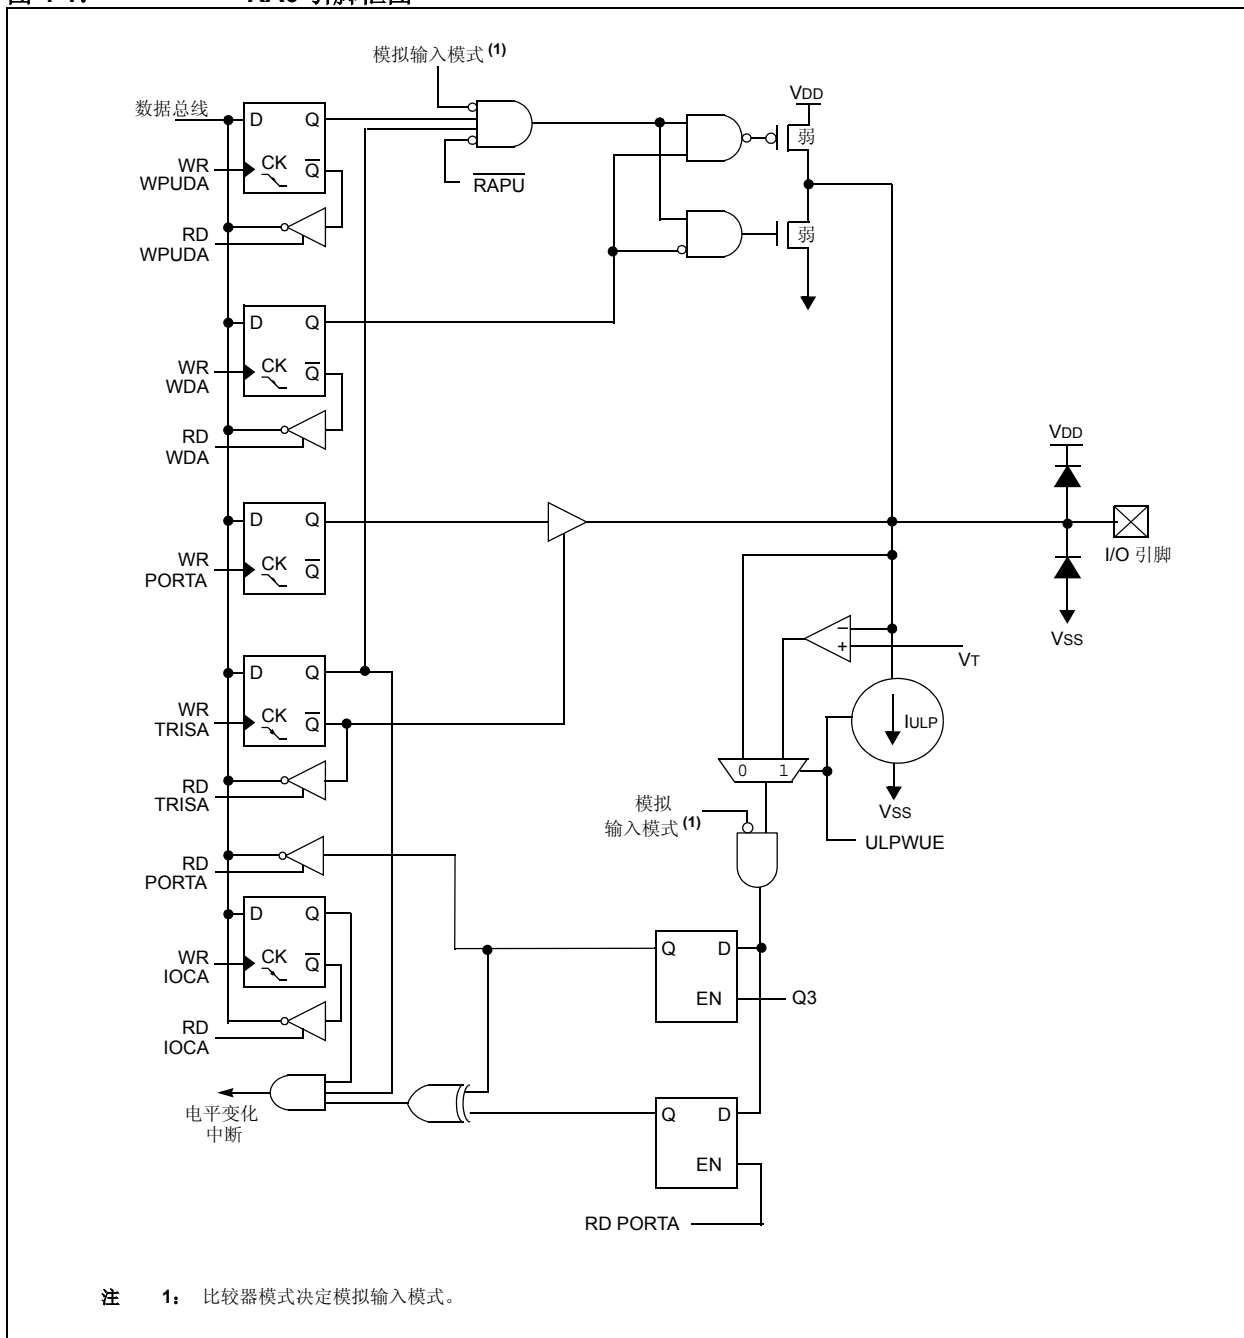 模拟输入模式 (1)
数据总线
D Q
CK Q
WR
WPUDA
RD
WPUDA
RAPU
VDD
弱
弱
D Q
CK Q
WR
WDA
RD
WDA
D Q
CK Q
WR
PORTA
VDD
I/O 引脚
VSS
D Q
CK Q
WR
TRISA
RD
TRISA
−
+
VT
IULP
VSS
0 1
模拟
输入模式 (1)
ULPWUE
RD
PORTA
D Q
CK Q
WR
IOCA
RD
IOCA
Q D
EN
Q3
电平变化
中断
Q D
EN
RD PORTA
注 1: 比较器模式决定模拟输入模式。